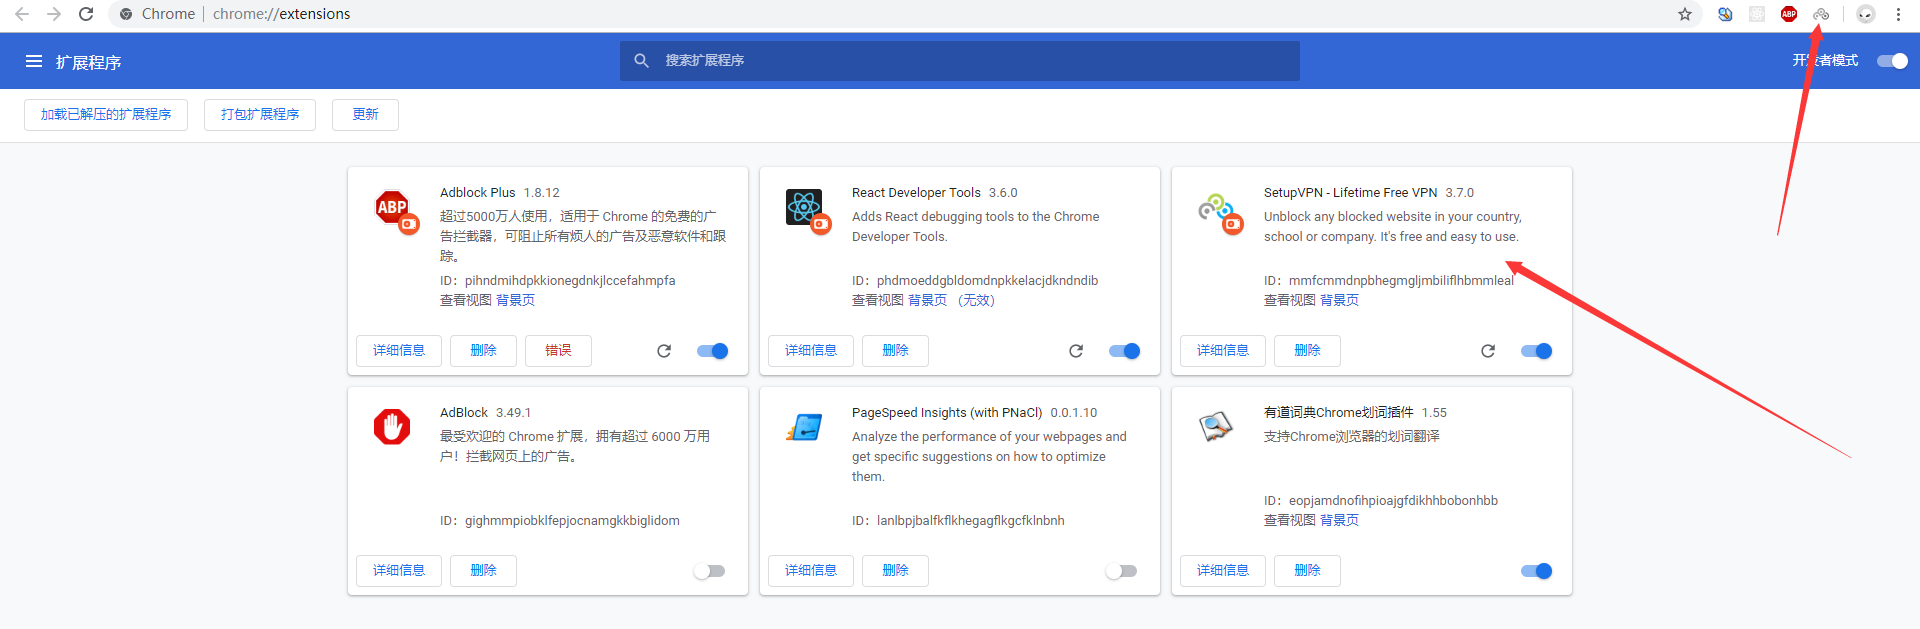 Chrome | chrome://extensions
ABP
扩展程序
搜索扩展程序
开发者模式
加载已解压的扩展程序
打包扩展程序
更新
ABP
Adblock Plus 1.8.12
超过5000万人使用，适用于 Chrome 的免费的广
告拦截器，可阻止所有烦人的广告及恶意软件和跟
踪。
ID：pihndmihdpkkionegdnkjlccefahmpfa
查看视图 背景页
详细信息
删除
错误
React Developer Tools 3.6.0
Adds React debugging tools to the Chrome
Developer Tools.
ID：phdmoeddgbldomdnpkkelacjdkndndib
查看视图 背景页 （无效）
详细信息
删除
SetupVPN - Lifetime Free VPN 3.7.0
Unblock any blocked website in your country,
school or company. It's free and easy to use.
ID：mmfcmmdnpbhegmgljmbiliflhbmmleal
查看视图 背景页
详细信息
删除
AdBlock 3.49.1
最受欢迎的 Chrome 扩展，拥有超过 6000 万用
户！拦截网页上的广告。
ID：gighmmpiobklfepjocnamgkkbiglidom
详细信息
删除
PageSpeed Insights (with PNaCl) 0.0.1.10
Analyze the performance of your webpages and
get specific suggestions on how to optimize
them.
ID：lanlbpjbalfkflkhegagflkgcfklnbnh
详细信息
删除
有道词典Chrome划词插件 1.55
支持Chrome浏览器的划词翻译
ID：eopjamdnofihpioajgfdikhhbobonhbb
查看视图 背景页
详细信息
删除